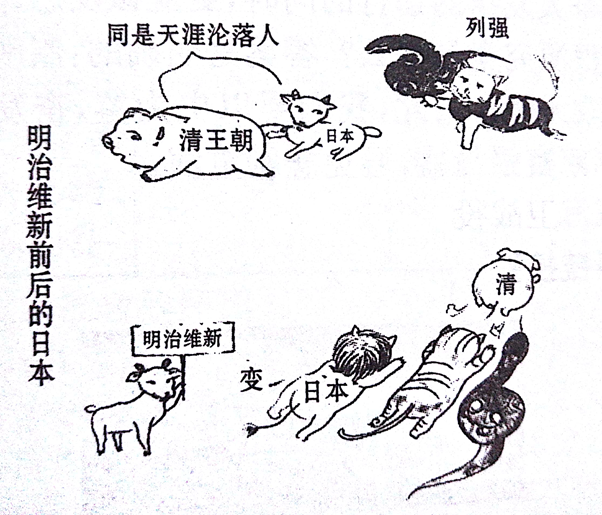 同是天涯沦落人
列强
清王朝
日本
明治维新前后的日本
明治维新
变
日本
清